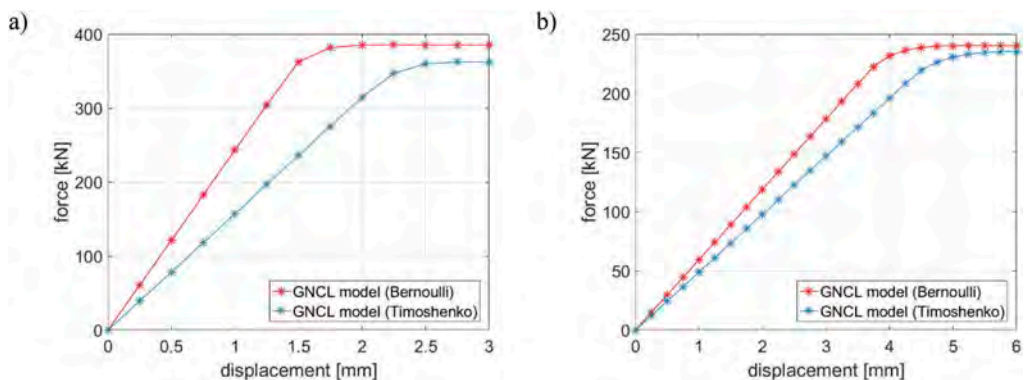 a)
400
300
200
100
0
force [kN]
0 0.5 1 1.5 2 2.5 3
displacement [mm]
GNCL model (Bernoulli)
GNCL model (Timoshenko)
b)
250
200
150
100
50
0
force [kN]
0 1 2 3 4 5 6
displacement [mm]
GNCL model (Bernoulli)
GNCL model (Timoshenko)